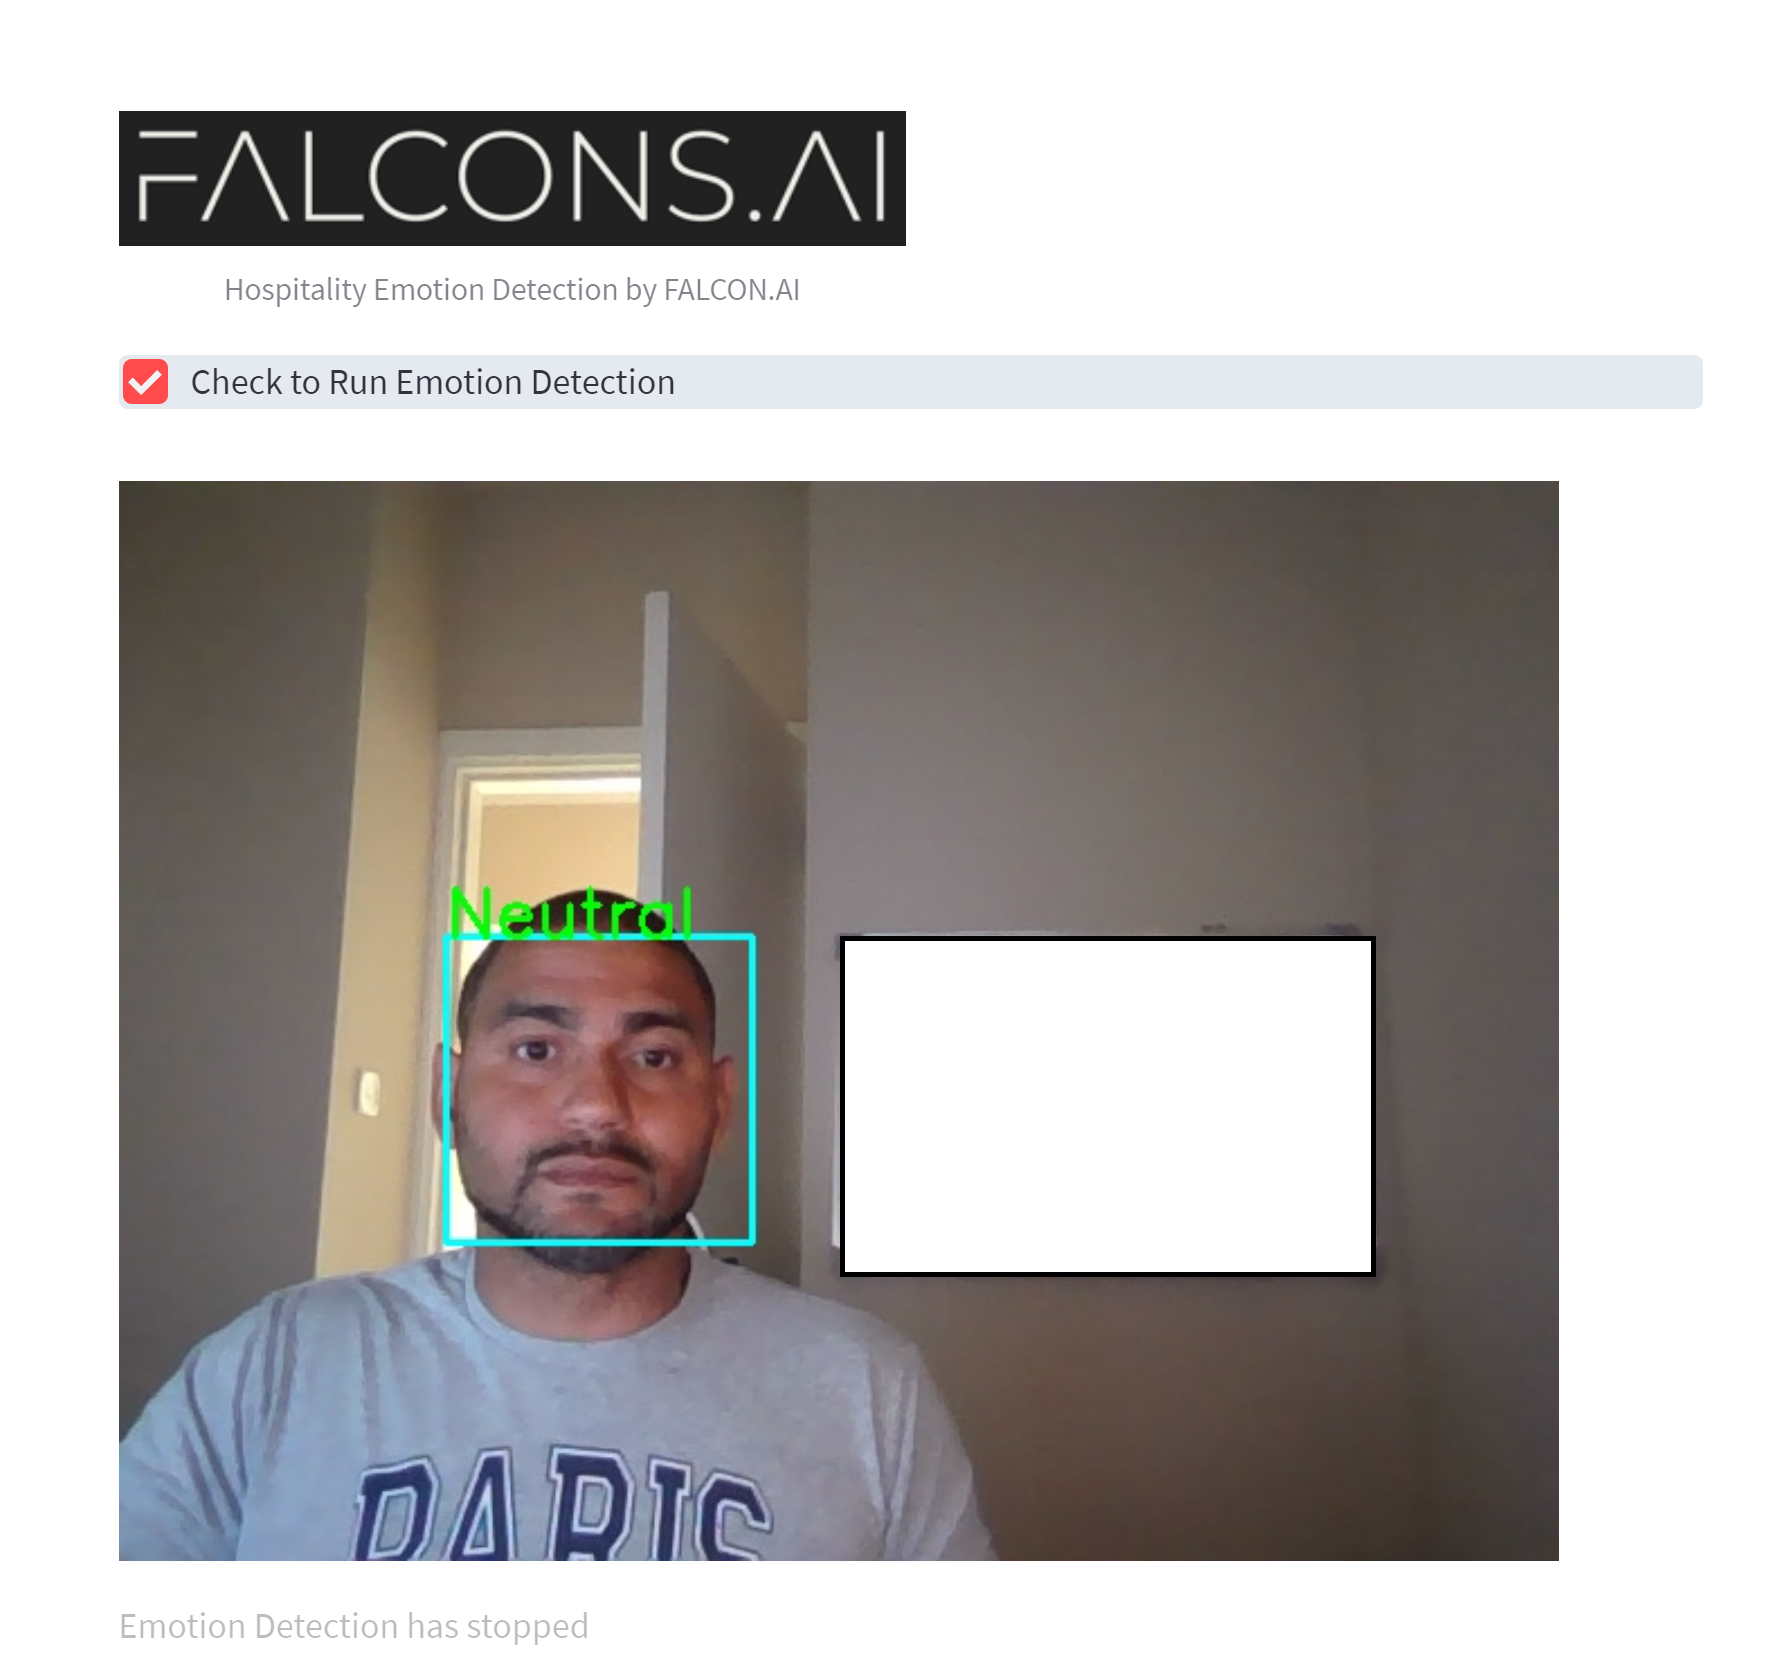 FALCONS.AI
Hospitality Emotion Detection by FALCON.AI
Check to Run Emotion Detection
Neutral
PARIS
Emotion Detection has stopped